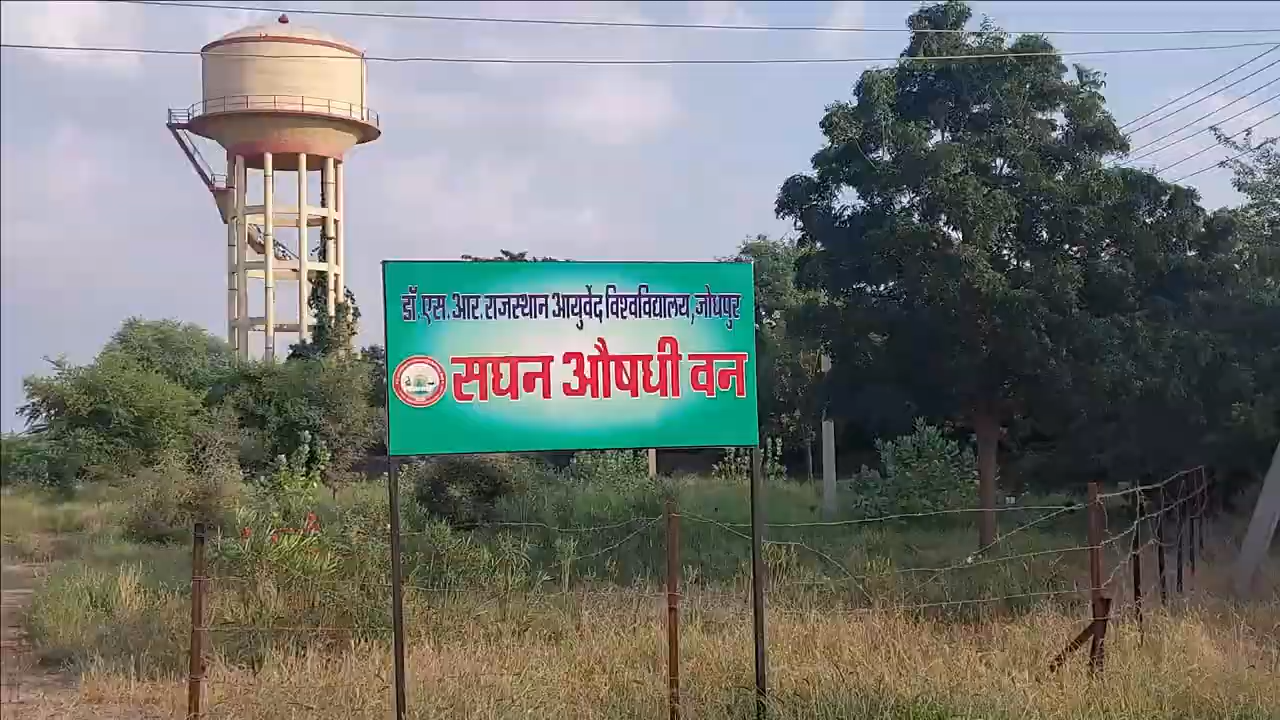 डॉ. एस. आर. राजस्थान आयुर्वेद विश्वविद्यालय, जोधपुर
सघन औषधी वन